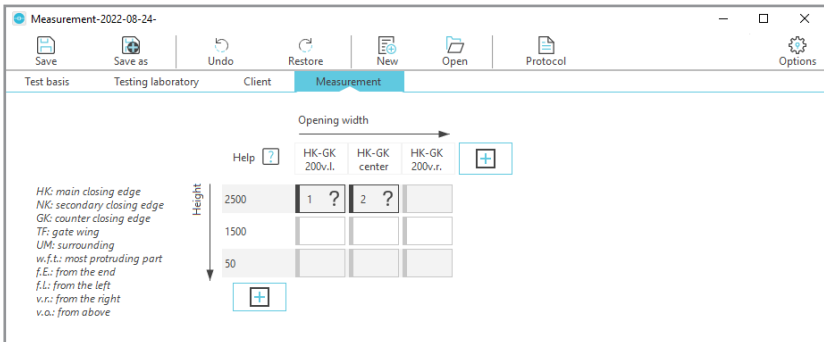 Measurement-2022-08-24-
Save Save as Undo Restore New Open Protocol Options
Test basis Testing laboratory Client Measurement
Opening width
Help ? HK-GK 200v.l. HK-GK center HK-GK 200v.r.
Height
2500 1 ? 2 ?
1500
50
HK: main closing edge
NK: secondary closing edge
GK: counter closing edge
TF: gate wing
UM: surrounding
w.f.t.: most protruding part
f.E.: from the end
f.l.: from the left
v.r.: from the right
v.o.: from above